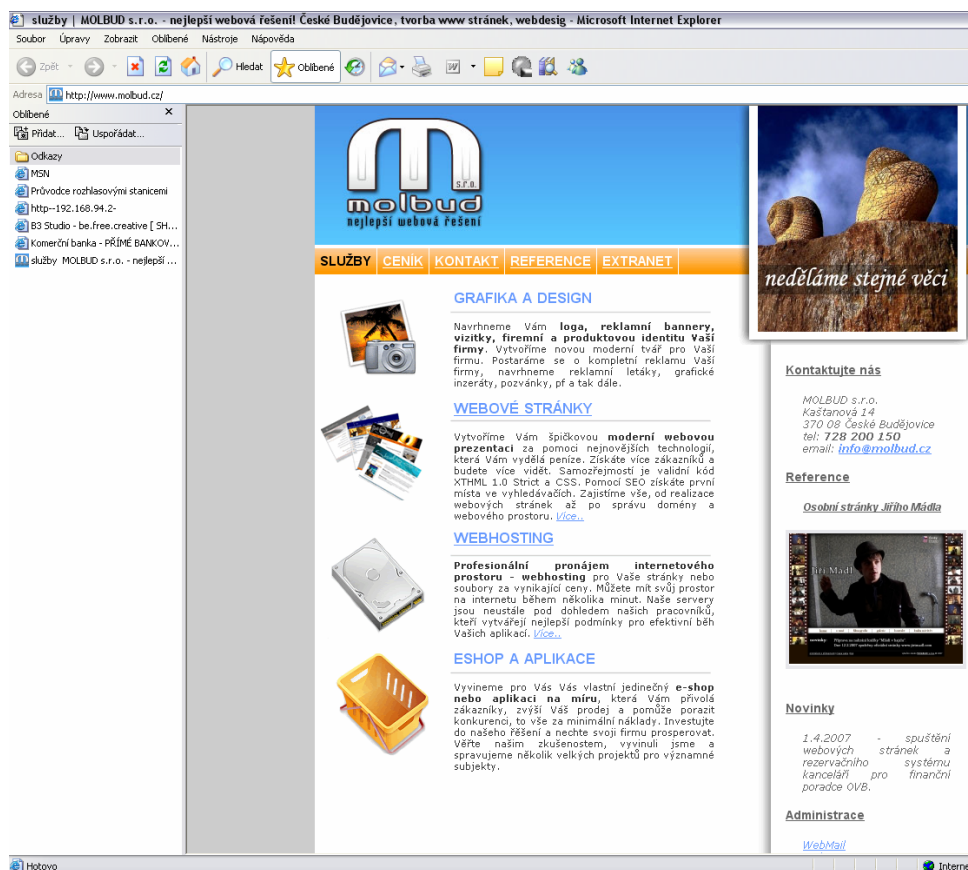 služby | MOLBUD s.r.o. - nejlepší webová řešení! České Budějovice, tvorba www stránek, webdesig - Microsoft Internet Explorer
Soubor Úpravy Zobrazit Oblíbené Nástroje Nápověda
Zpět Hledat Oblíbené
Adresa http://www.molbud.cz/
Oblíbené
Přidat... Uspořádat...
Odkazy
MSN
Průvodce rozhlasovými stanicemi
http--192.168.94.2-
B3 Studio - be.free.creative [ SH...
Komerční banka - PŘÍMÉ BANKOV...
služby MOLBUD s.r.o. - nejlepší ...
s.r.o.
molbud
nejlepší webová řešení
SLUŽBY CENÍK KONTAKT REFERENCE EXTRANET
neděláme stejné věci
GRAFIKA A DESIGN
Navrhneme Vám loga, reklamní bannery,
vizitky, firemní a produktovou identitu Vaší
firmy. Vytvoříme novou moderní tvář pro Vaší
firmu. Postaráme se o kompletní reklamu Vaší
firmy, navrhneme reklamní letáky, grafické
inzeráty, pozvánky, pf a tak dále.
WEBOVÉ STRÁNKY
Vytvoříme Vám špičkovou moderní webovou
prezentaci za pomoci nejnovějších technologií,
která Vám vydělá peníze. Získáte více zákazníků a
budete více vidět. Samozřejmostí je validní kód
XTHML 1.0 Strict a CSS. Pomocí SEO získáte první
místa ve vyhledávačích. Zajistíme vše, od realizace
webových stránek až po správu domény a
webového prostoru. Více..
WEBHOSTING
Profesionální pronájem internetového
prostoru - webhosting pro Vaše stránky nebo
soubory za vynikající ceny. Můžete mít svůj prostor
na internetu během několika minut. Naše servery
jsou neustále pod dohledem našich pracovníků,
kteří vytvářejí nejlepší podmínky pro efektivní běh
Vašich aplikací. Více..
ESHOP A APLIKACE
Vyvineme pro Vás Vás vlastní jedinečný e-shop
nebo aplikaci na míru, která Vám přivolá
zákazníky, zvýší Váš prodej a pomůže porazit
konkurenci, to vše za minimální náklady. Investujte
do našeho řěšení a nechte svoji firmu prosperovat.
Věřte našim zkušenostem, vyvinuli jsme a
spravujeme několik velkých projektů pro významné
subjekty.
Kontaktujte nás
MOLBUD s.r.o.
Kaštanová 14
370 08 České Budějovice
tel: 728 200 150
email: info@molbud.cz
Reference
Osobní stránky Jiřího Mádla
Jiří Mádl
Novinky
1.4.2007 - spuštění
webových stránek a
rezervačního systému
kanceláří pro finanční
poradce OVB.
Administrace
WebMail
Hotovo
Interne